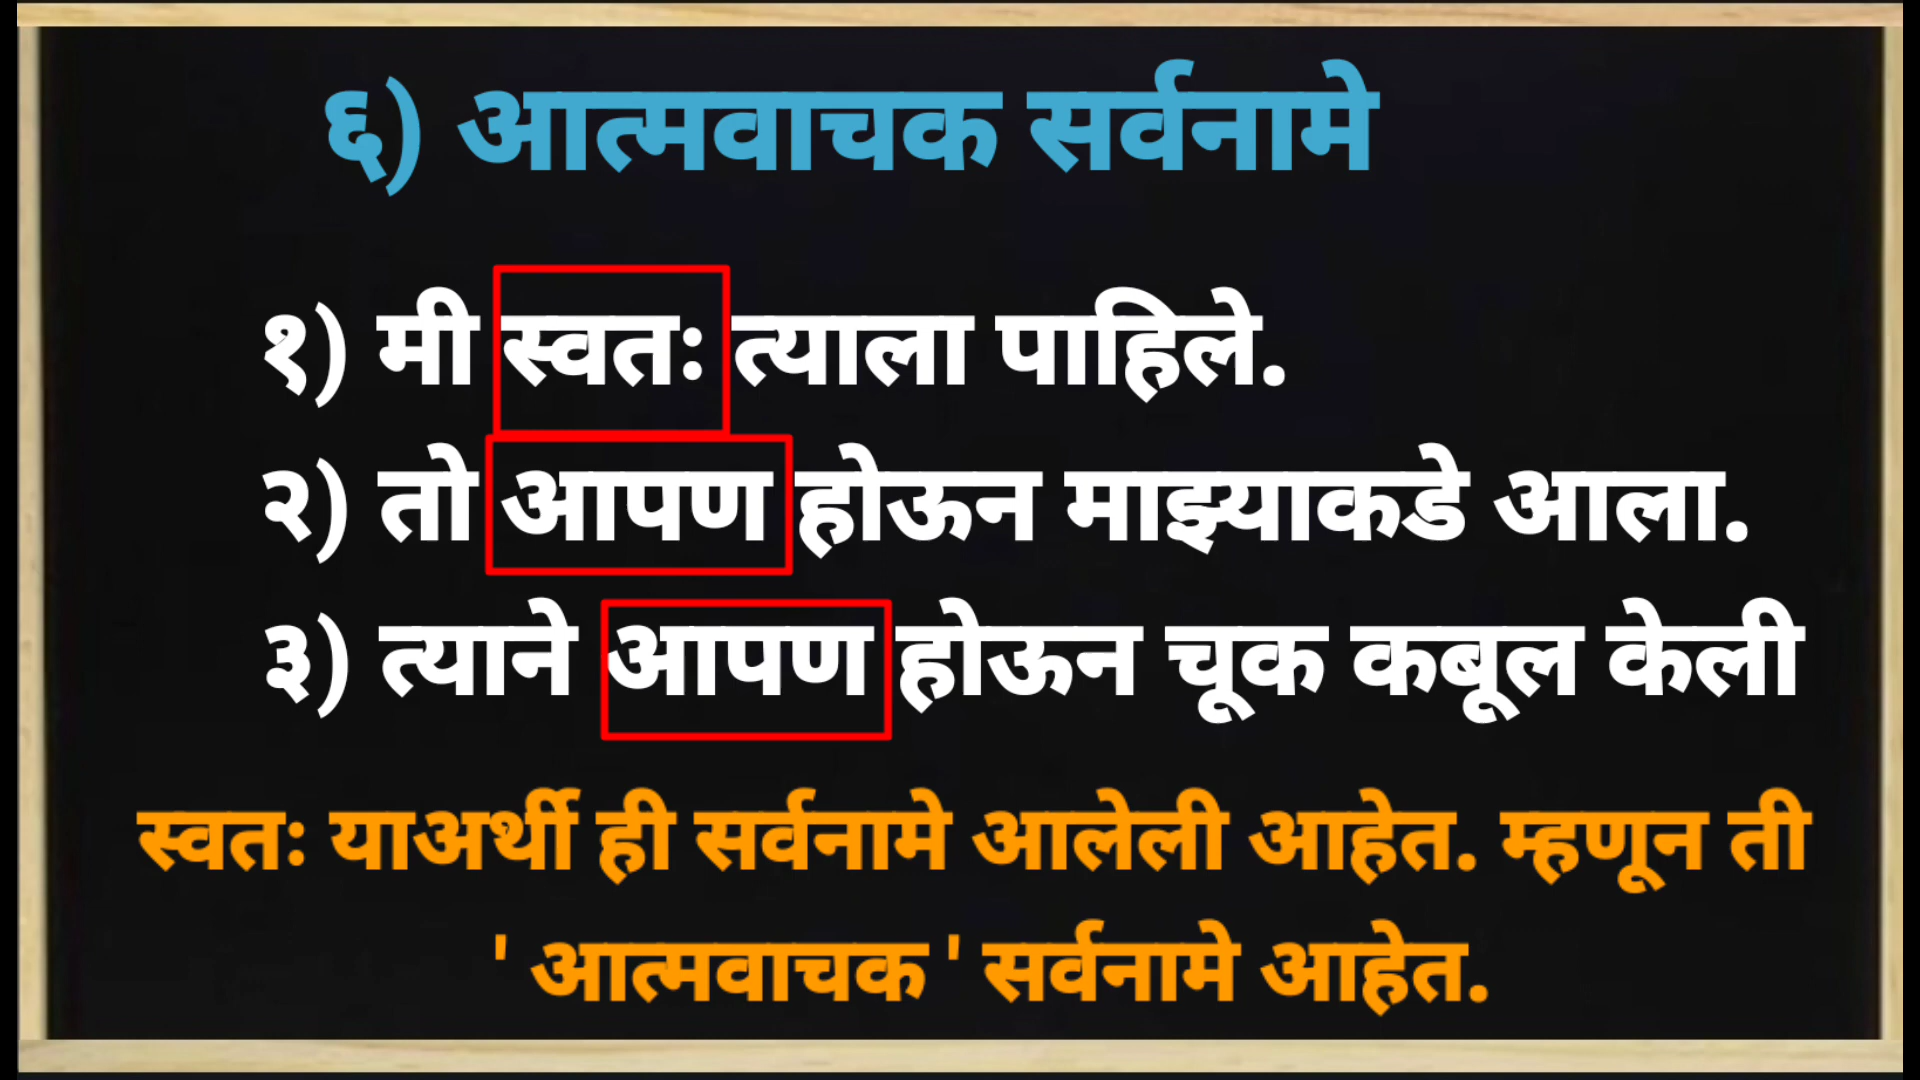 ६) आत्मवाचक सर्वनामे
१) मी स्वतः त्याला पाहिले.
२) तो आपण होऊन माझ्याकडे आला.
३) त्याने आपण होऊन चूक कबूल केली
स्वतः याअर्थी ही सर्वनामे आलेली आहेत. म्हणून ती
' आत्मवाचक ' सर्वनामे आहेत.